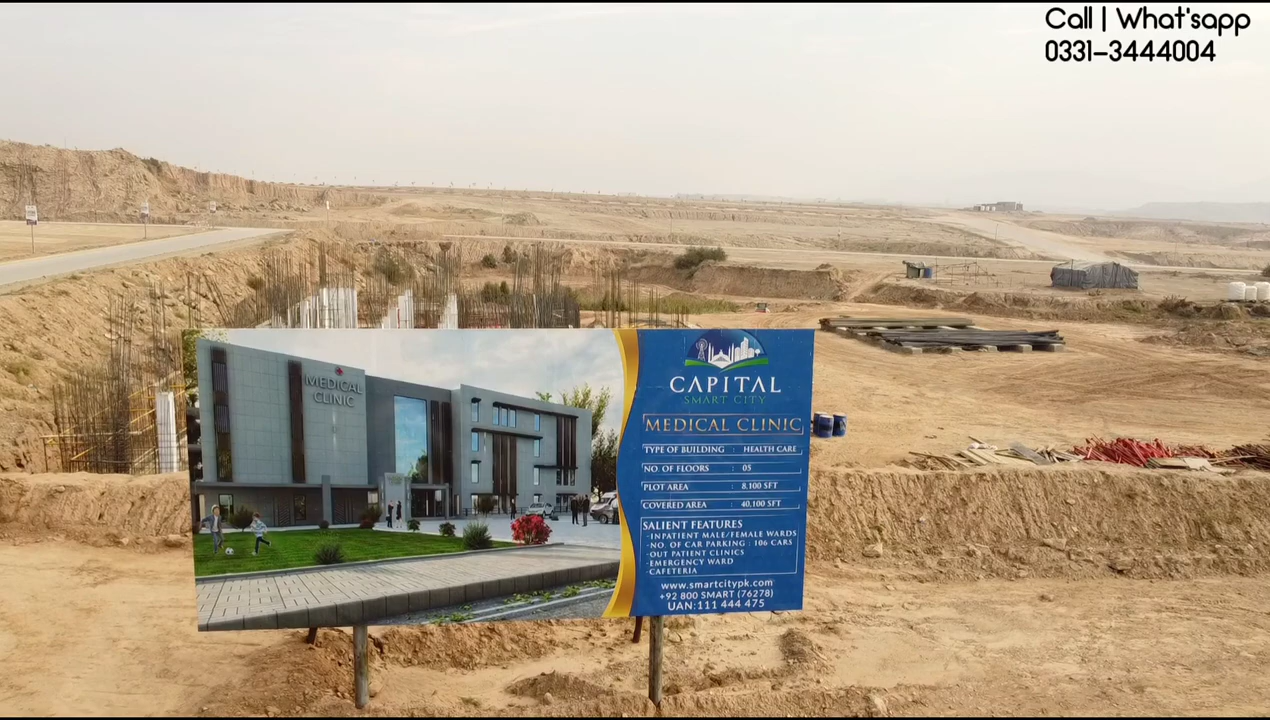 Call | What'sapp
0331-3444004
MEDICAL
CLINIC
CAPITAL
SMART CITY
MEDICAL CLINIC
TYPE OF BUILDING : HEALTH CARE
NO. OF FLOORS : 05
PLOT AREA : 8,100 SFT
COVERED AREA : 40,100 SFT
SALIENT FEATURES
-INPATIENT MALE/FEMALE WARDS
-NO. OF CAR PARKING : 106 CARS
-OUT PATIENT CLINICS
-EMERGENCY WARD
-CAFETERIA
www.smartcitypk.com
+92 800 SMART (76278)
UAN:111 444 475